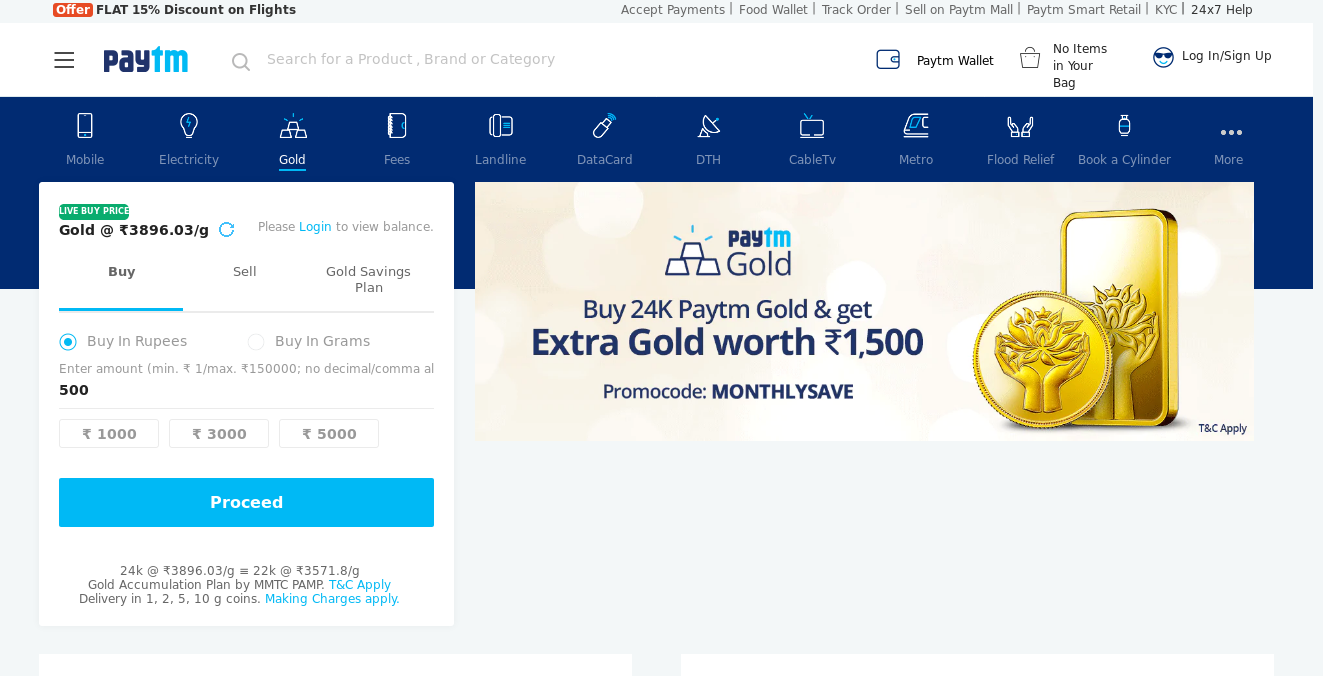 Offer FLAT 15% Discount on Flights
Accept Payments | Food Wallet | Track Order | Sell on Paytm Mall | Paytm Smart Retail | KYC | 24x7 Help
paytm
Search for a Product , Brand or Category
Paytm Wallet
No Items
in Your
Bag
Log In/Sign Up
Mobile
Electricity
Gold
Fees
Landline
DataCard
DTH
CableTv
Metro
Flood Relief
Book a Cylinder
More
LIVE BUY PRICE
Gold @ ₹3896.03/g
Please Login to view balance.
Buy
Sell
Gold Savings
Plan
Buy In Rupees
Buy In Grams
Enter amount (min. ₹ 1/max. ₹150000; no decimal/comma al
500
₹ 1000
₹ 3000
₹ 5000
Proceed
24k @ ₹3896.03/g ≡ 22k @ ₹3571.8/g
Gold Accumulation Plan by MMTC PAMP. T&C Apply
Delivery in 1, 2, 5, 10 g coins. Making Charges apply.
paytm
Gold
Buy 24K Paytm Gold & get
Extra Gold worth ₹1,500
Promocode: MONTHLYSAVE
T&C Apply